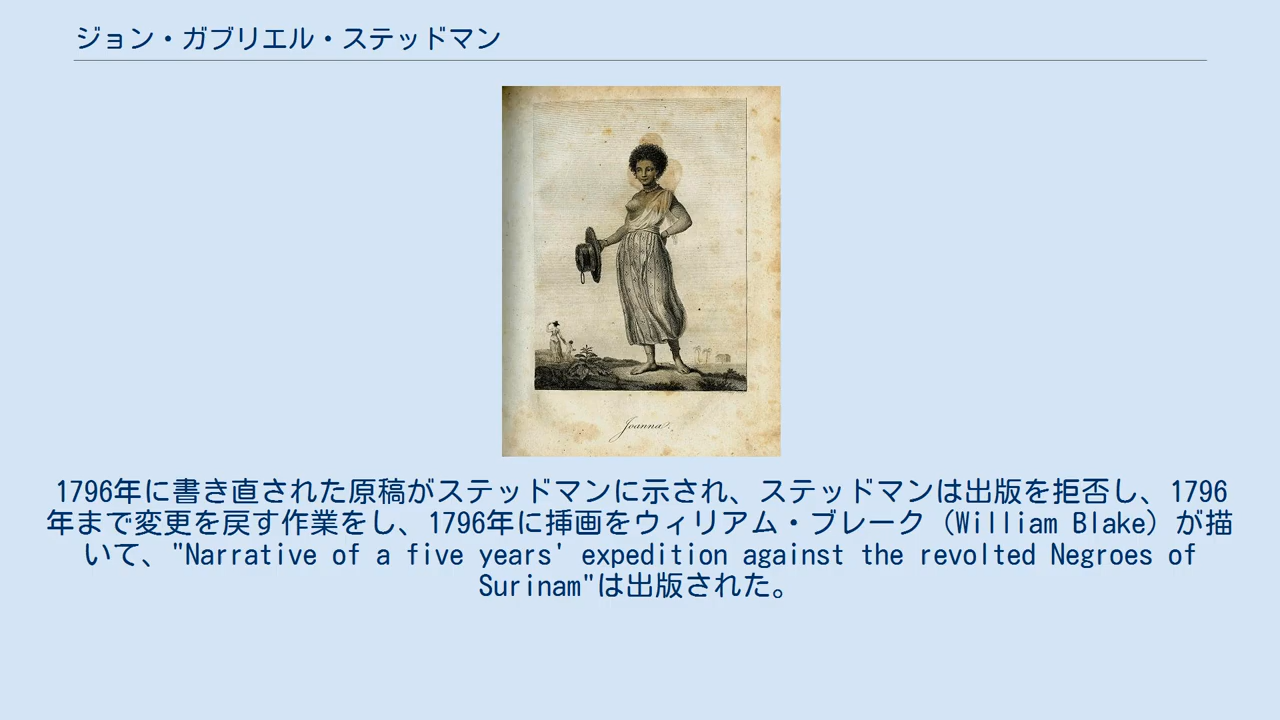 ジョン・ガブリエル・ステッドマン
Joanna.
1796年に書き直された原稿がステッドマンに示され、ステッドマンは出版を拒否し、1796
年まで変更を戻す作業をし、1796年に挿画をウィリアム・ブレーク（William Blake）が描
いて、"Narrative of a five years' expedition against the revolted Negroes of
Surinam"は出版された。